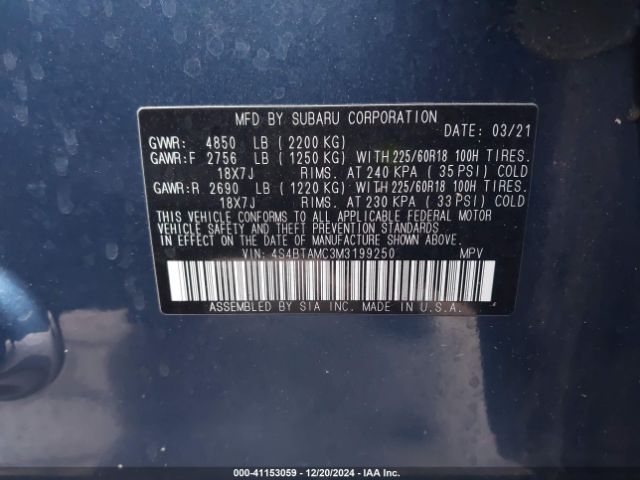 MFD BY SUBARU CORPORATION
DATE: 03/21
GVWR: 4850 LB (2200 KG)
GAWR:F 2756 LB (1250 KG) WITH 225/60R18 100H TIRES.
18X7J RIMS. AT 240 KPA (35 PSI) COLD
GAWR:R 2690 LB (1220 KG) WITH 225/60R18 100H TIRES.
18X7J RIMS. AT 230 KPA (33 PSI) COLD
THIS VEHICLE CONFORMS TO ALL APPLICABLE FEDERAL MOTOR
VEHICLE SAFETY AND THEFT PREVENTION STANDARDS
IN EFFECT ON THE DATE OF MANUFACTURE SHOWN ABOVE.
VIN: 4S4BTAMC3M3199250 MPV
ASSEMBLED BY SIA INC. MADE IN U.S.A.
000-41153059 - 12/20/2024 - IAA Inc.